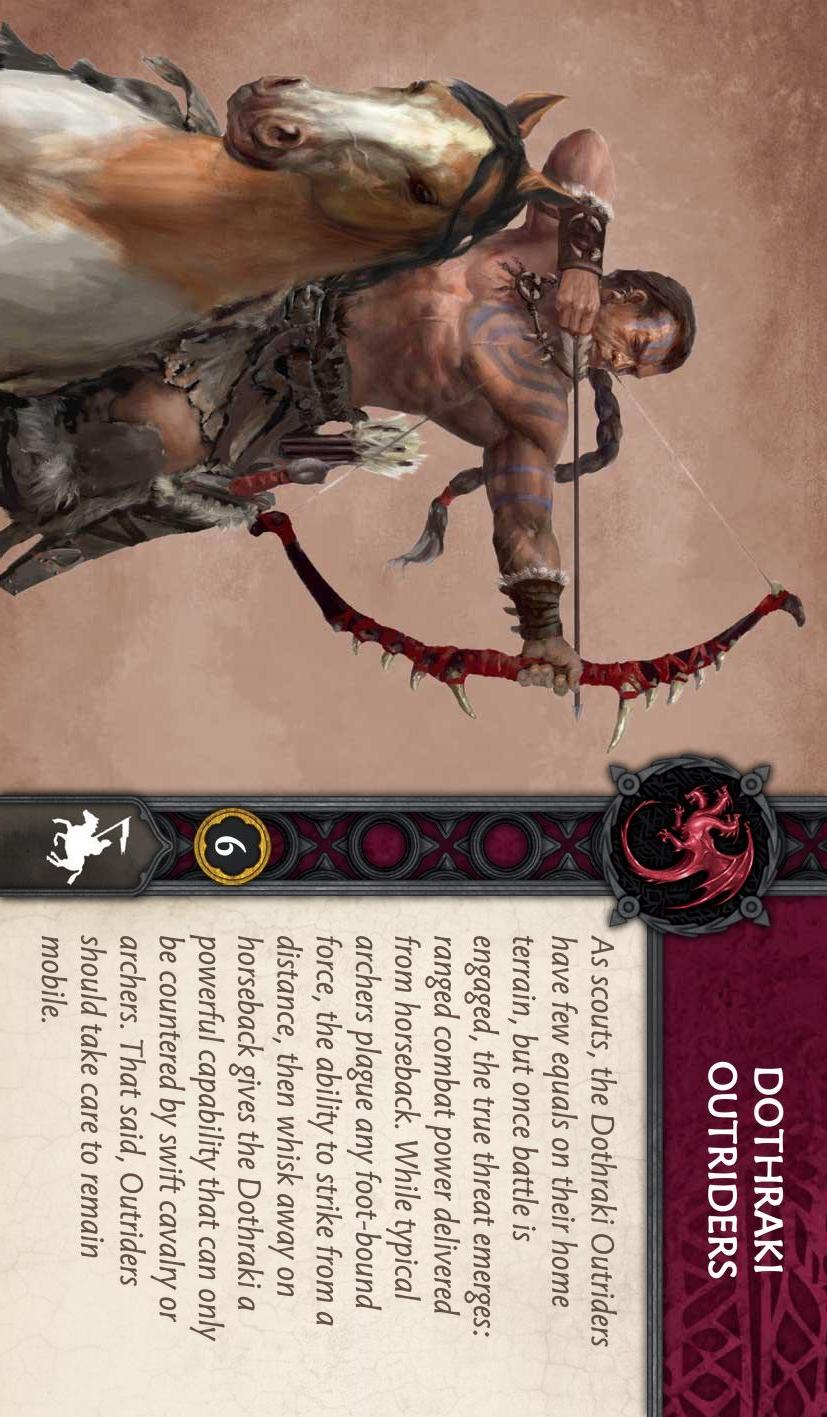 DOTHRAKI
OUTRIDERS
As scouts, the Dothraki Outriders
have few equals on their home
terrain, but once battle is
engaged, the true threat emerges:
ranged combat power delivered
from horseback. While typical
archers plague any foot-bound
force, the ability to strike from a
distance, then whisk away on
horseback gives the Dothraki a
powerful capability that can only
be countered by swift cavalry or
archers. That said, Outriders
should take care to remain
mobile.
6